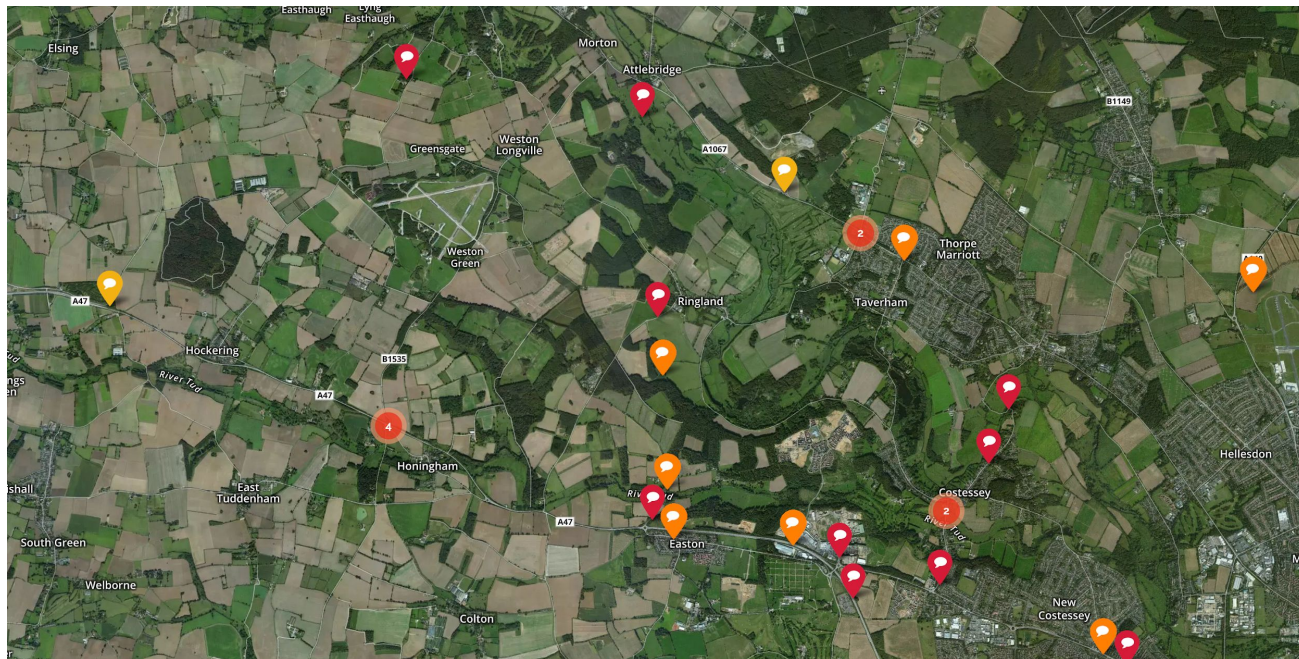 Easthaugh
Lyng
Easthaugh
Elsing
Morton
Attlebridge
B1149
Greensgate
Weston
Longville
A1067
Weston
Green
Thorpe
Marriott
2
A47
Ringland
Taverham
Hockering
B1535
River Tud
A47
4
Honingham
Hellesdon
East
Tuddenham
Costessey
2
River Tud
River Tud
A47
Easton
South Green
Welborne
Colton
New
Costessey